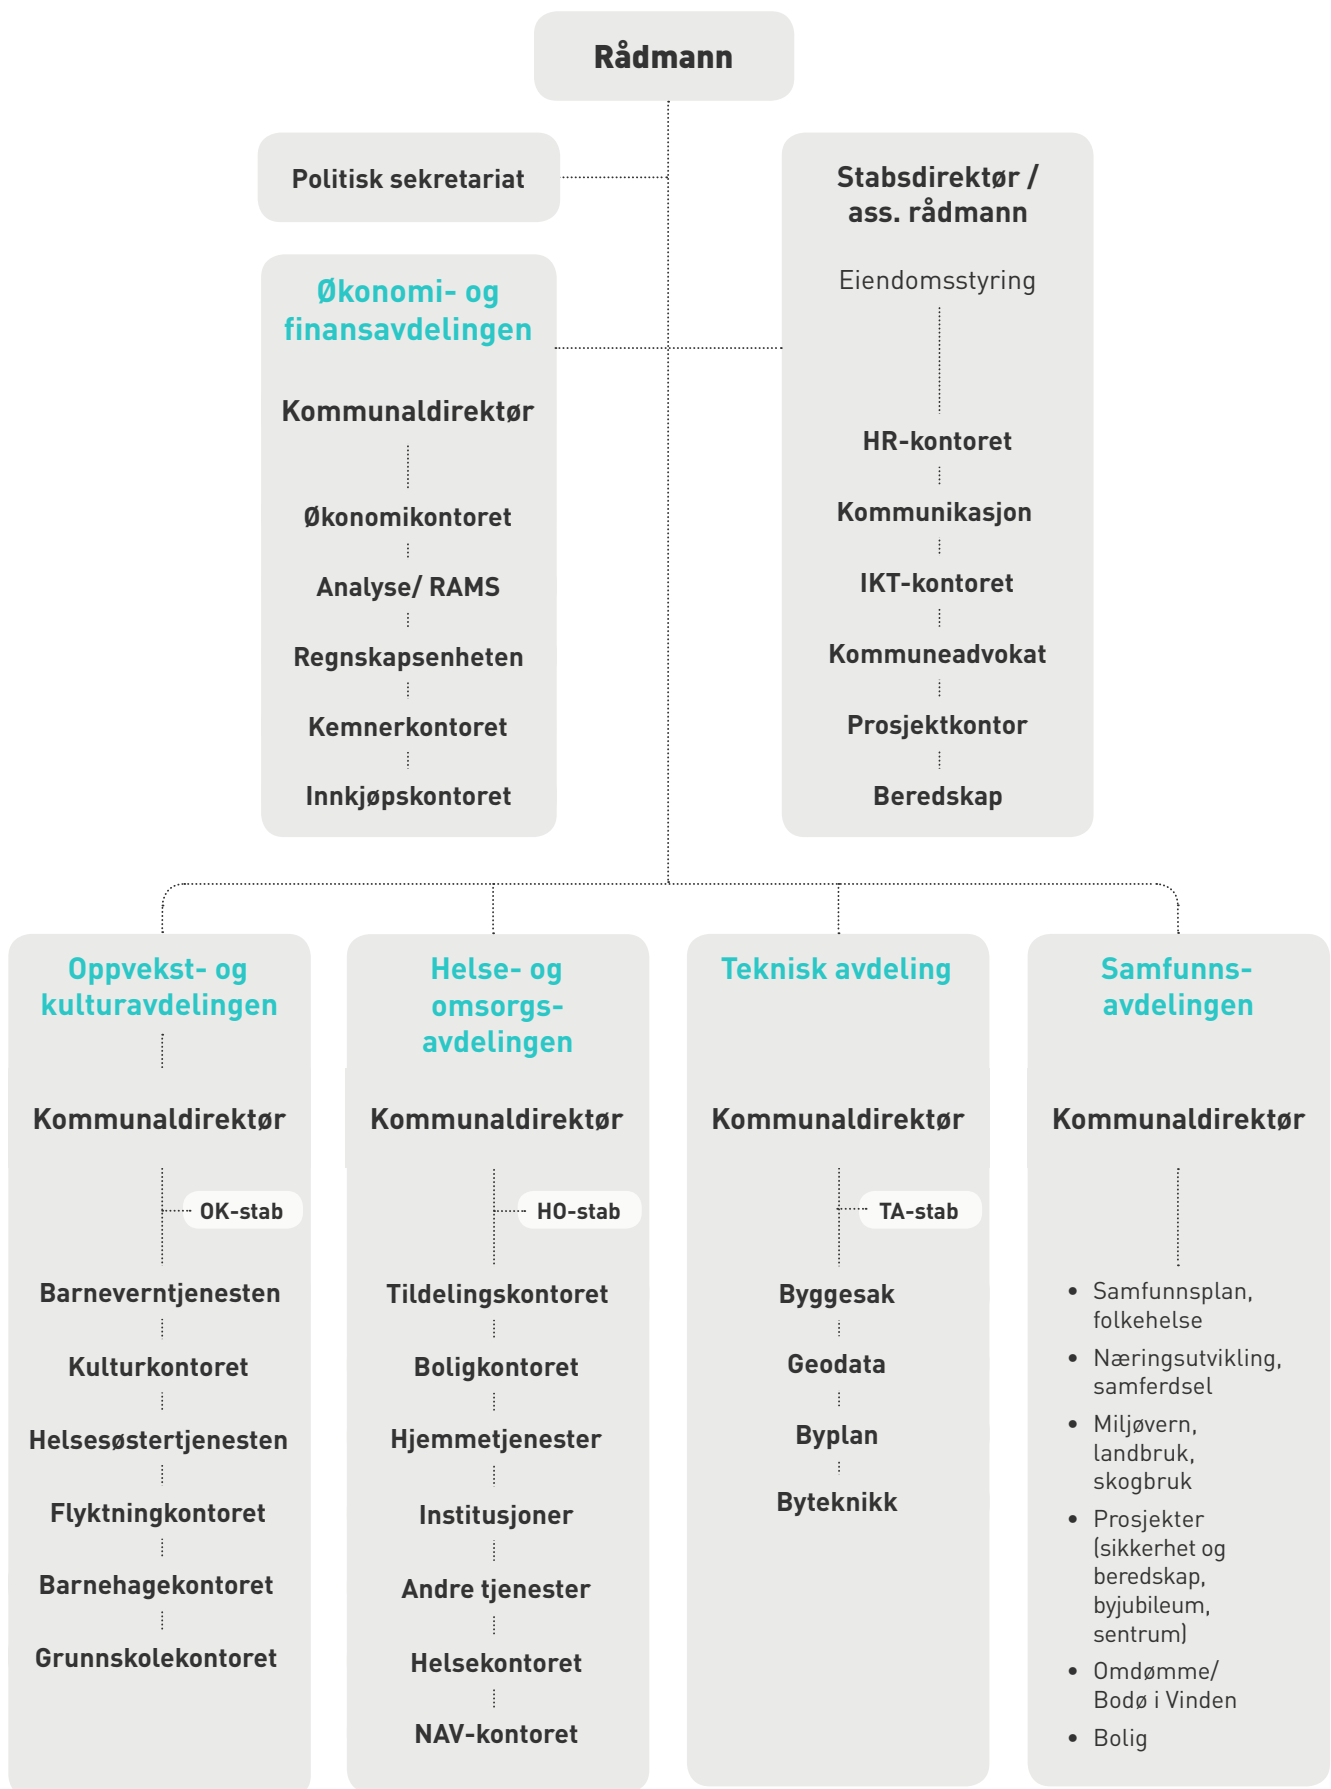 Rådmann
Politisk sekretariat
Stabsdirektør /
ass. rådmann
Eiendomsstyring
HR-kontoret
Kommunikasjon
IKT-kontoret
Kommuneadvokat
Prosjektkontor
Beredskap
Økonomi- og
finansavdelingen
Kommunaldirektør
Økonomikontoret
Analyse/ RAMS
Regnskapsenheten
Kemnerkontoret
Innkjøpskontoret
Oppvekst- og
kulturavdelingen
Kommunaldirektør
OK-stab
Barneverntjenesten
Kulturkontoret
Helsesøstertjenesten
Flyktningkontoret
Barnehagekontoret
Grunnskolekontoret
Helse- og
omsorgs-
avdelingen
Kommunaldirektør
HO-stab
Tildelingskontoret
Boligkontoret
Hjemmetjenester
Institusjoner
Andre tjenester
Helsekontoret
NAV-kontoret
Teknisk avdeling
Kommunaldirektør
TA-stab
Byggesak
Geodata
Byplan
Byteknikk
Samfunns-
avdelingen
Kommunaldirektør
• Samfunnsplan,
folkehelse
• Næringsutvikling,
samferdsel
• Miljøvern,
landbruk,
skogbruk
• Prosjekter
(sikkerhet og
beredskap,
byjubileum,
sentrum)
• Omdømme/
Bodø i Vinden
• Bolig